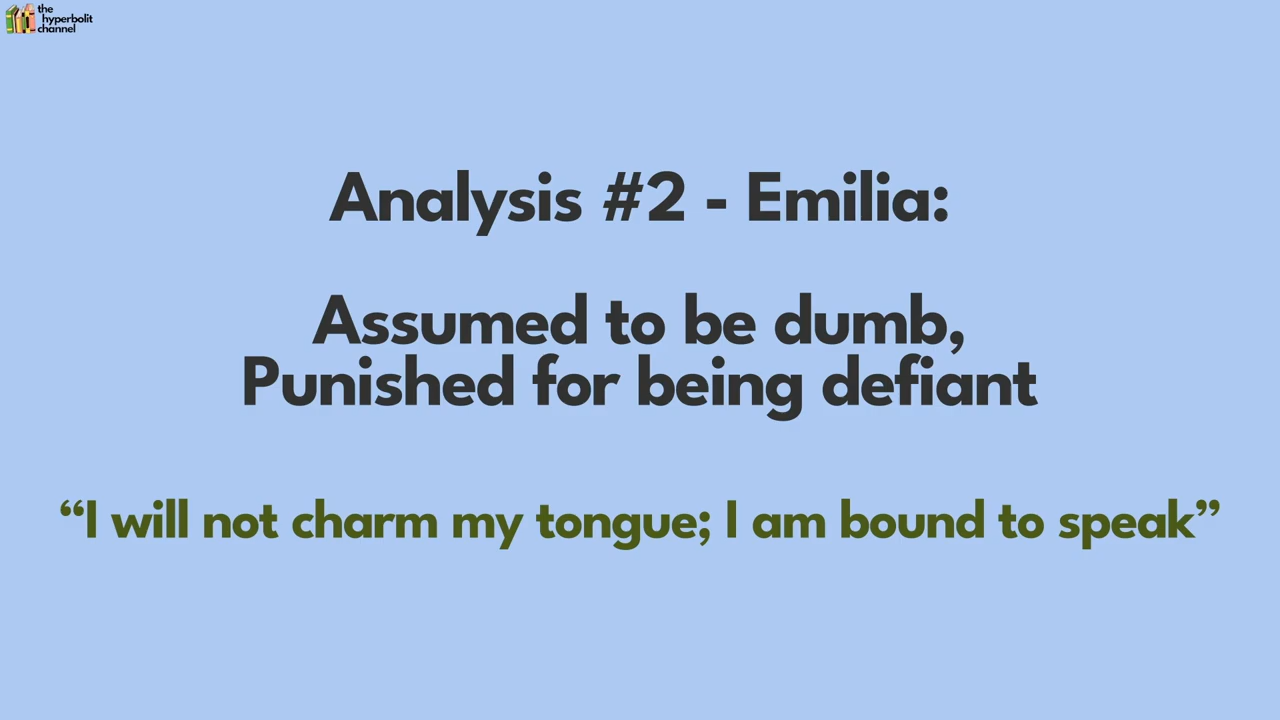 the
hyperbolit
channel
Analysis #2 - Emilia:
Assumed to be dumb,
Punished for being defiant
“I will not charm my tongue; I am bound to speak”